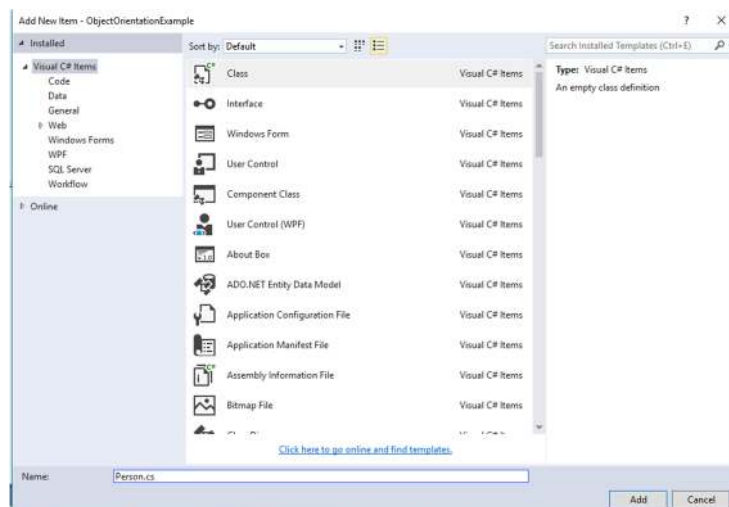 Add New Item - ObjectOrientationExample
? X
Installed
Sort by: Default
Search Installed Templates (Ctrl+E)
Visual C# Items
Code
Data
General
Web
Windows Forms
WPF
SQL Server
Workflow
Online
Class Visual C# Items
Interface Visual C# Items
Windows Form Visual C# Items
User Control Visual C# Items
Component Class Visual C# Items
User Control (WPF) Visual C# Items
About Box Visual C# Items
ADO.NET Entity Data Model Visual C# Items
Application Configuration File Visual C# Items
Application Manifest File Visual C# Items
Assembly Information File Visual C# Items
Bitmap File Visual C# Items
Click here to go online and find templates.
Type: Visual C# Items
An empty class definition
Name: Person.cs
Add Cancel